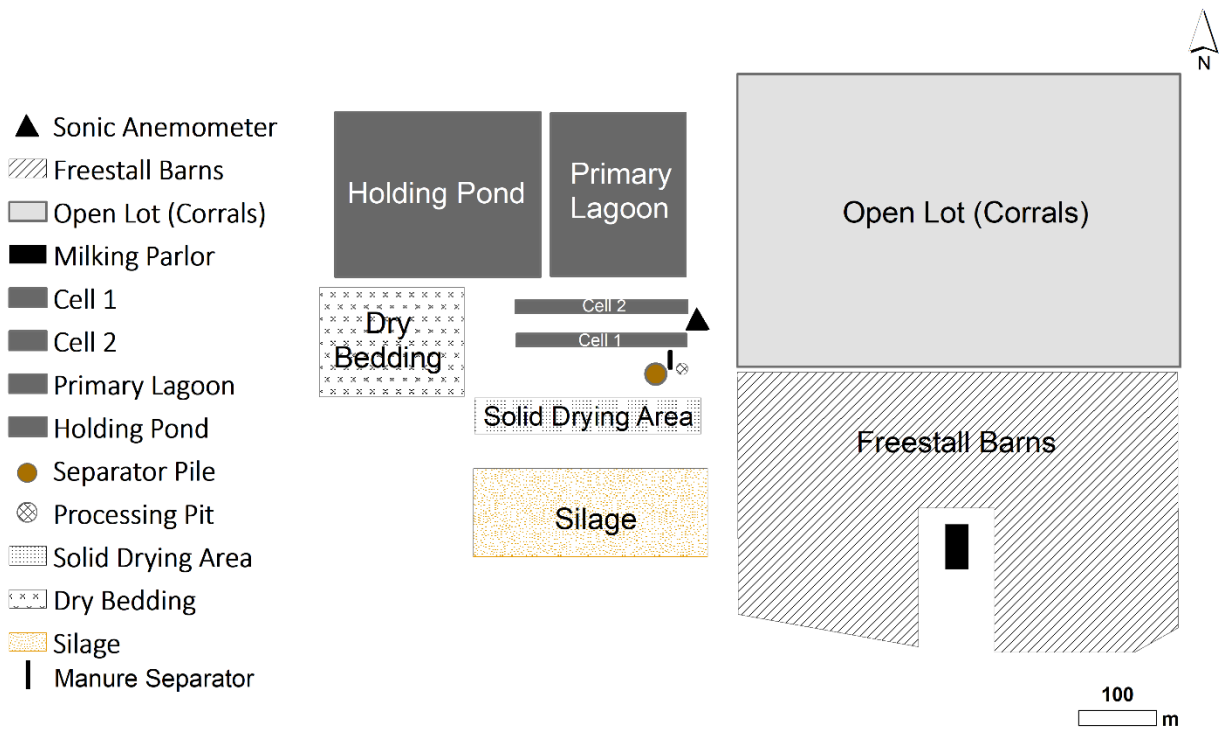 N
Sonic Anemometer
Freestall Barns
Open Lot (Corrals)
Milking Parlor
Cell 1
Cell 2
Primary Lagoon
Holding Pond
Separator Pile
Processing Pit
Solid Drying Area
Dry Bedding
Silage
Manure Separator
Holding Pond
Primary
Lagoon
Open Lot (Corrals)
Cell 2
Cell 1
Dry
Bedding
Solid Drying Area
Freestall Barns
Silage
100
m